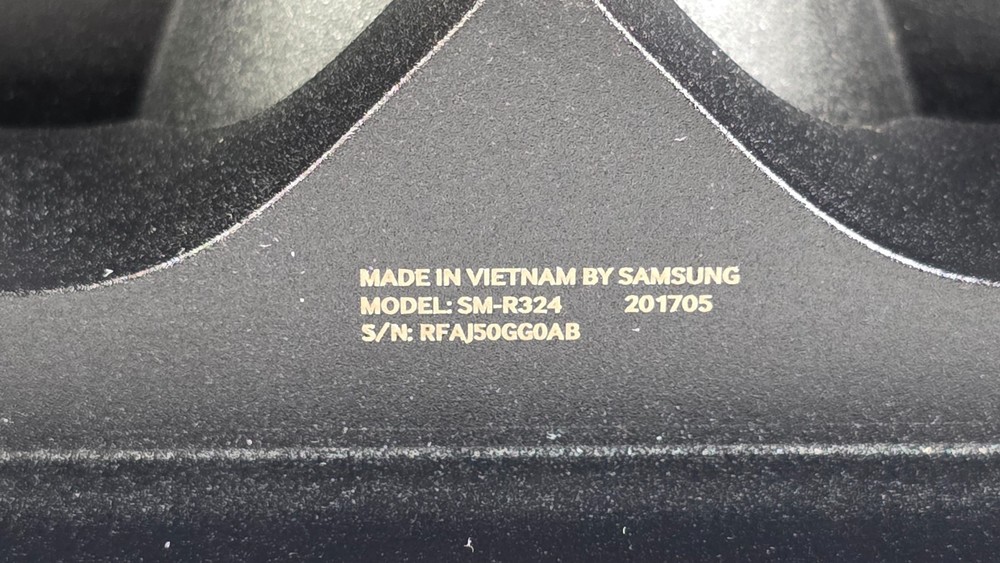 MADE IN VIETNAM BY SAMSUNG
MODEL: SM-R324 201705
S/N: RFAJ50GG0AB